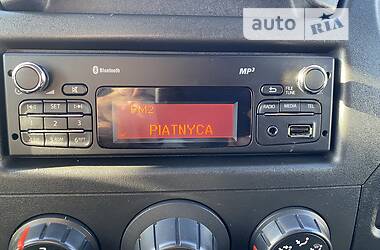 auto RIA
Bluetooth
MP3
SET
1 2 3
4 5 6
FM2
PIATNYCA
RADIO MEDIA TEL
FILE
TUNE